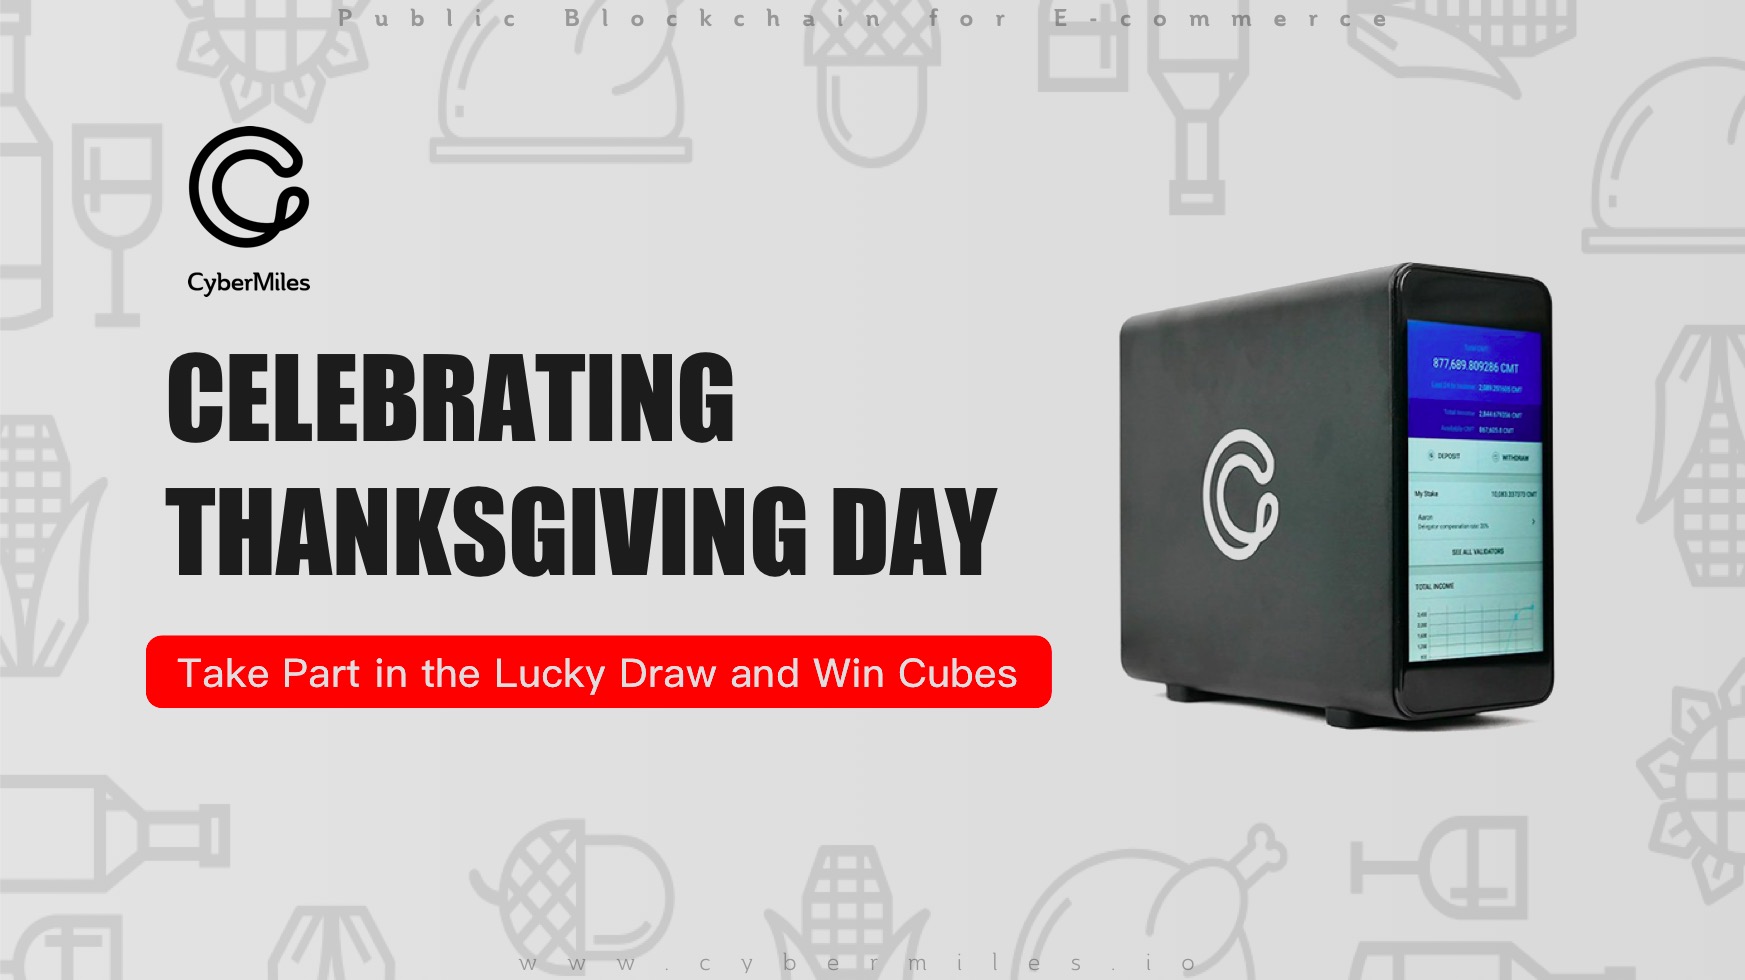 Public Blockchain for E-commerce
CyberMiles
CELEBRATING
THANKSGIVING DAY
Take Part in the Lucky Draw and Win Cubes
877,689.809286 CMT
DEPOSIT WITHDRAW
My Stake
Aaron
SEE ALL VALIDATORS
TOTAL INCOME
www.cybermiles.io